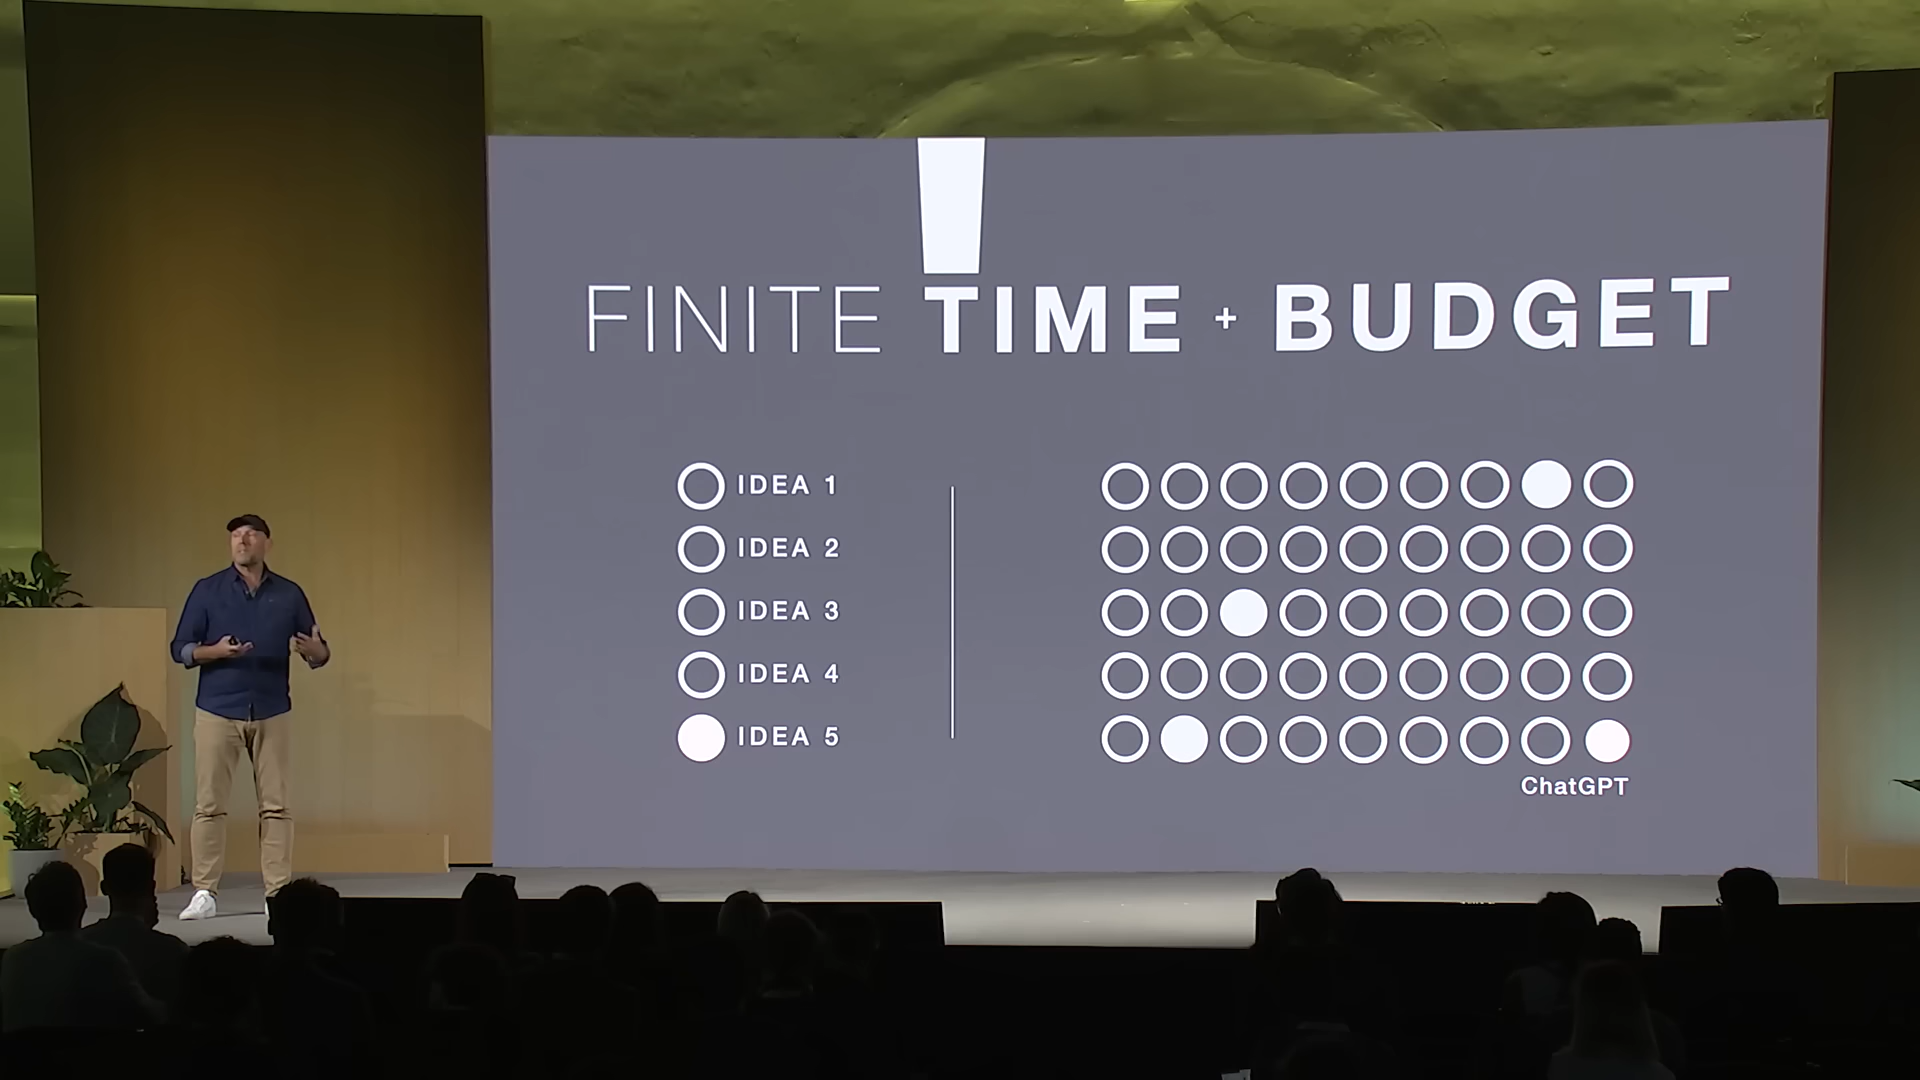 FINITE TIME + BUDGET
IDEA 1
IDEA 2
IDEA 3
IDEA 4
IDEA 5
ChatGPT